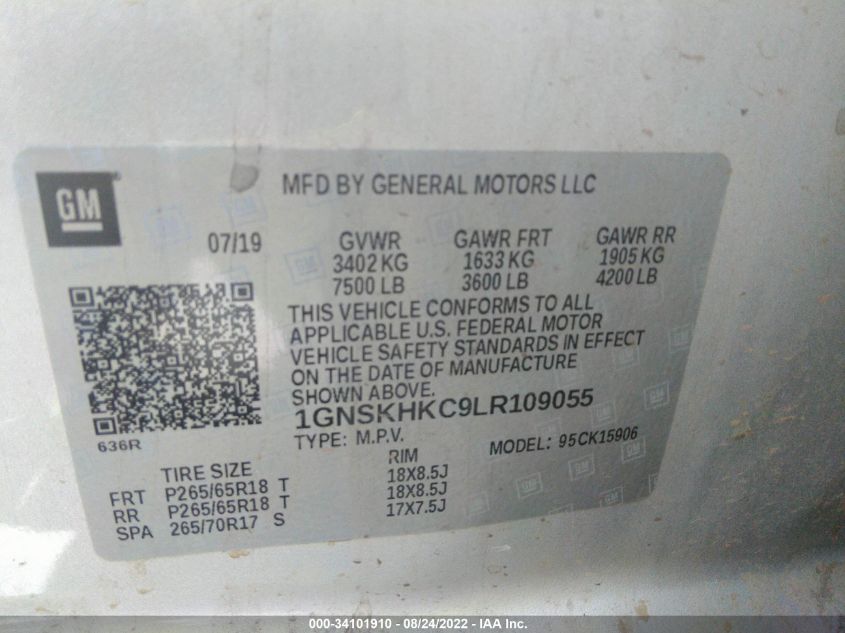 GM
MFD BY GENERAL MOTORS LLC
07/19
GVWR GAWR FRT GAWR RR
3402 KG 1633 KG 1905 KG
7500 LB 3600 LB 4200 LB
THIS VEHICLE CONFORMS TO ALL
APPLICABLE U.S. FEDERAL MOTOR
VEHICLE SAFETY STANDARDS IN EFFECT
ON THE DATE OF MANUFACTURE
SHOWN ABOVE.
1GNSKHKC9LR109055
636R
TYPE: M.P.V. MODEL: 95CK15906
TIRE SIZE RIM
FRT P265/65R18 T 18X8.5J
RR P265/65R18 T 18X8.5J
SPA 265/70R17 S 17X7.5J
000-34101910 - 08/24/2022 - IAA Inc.